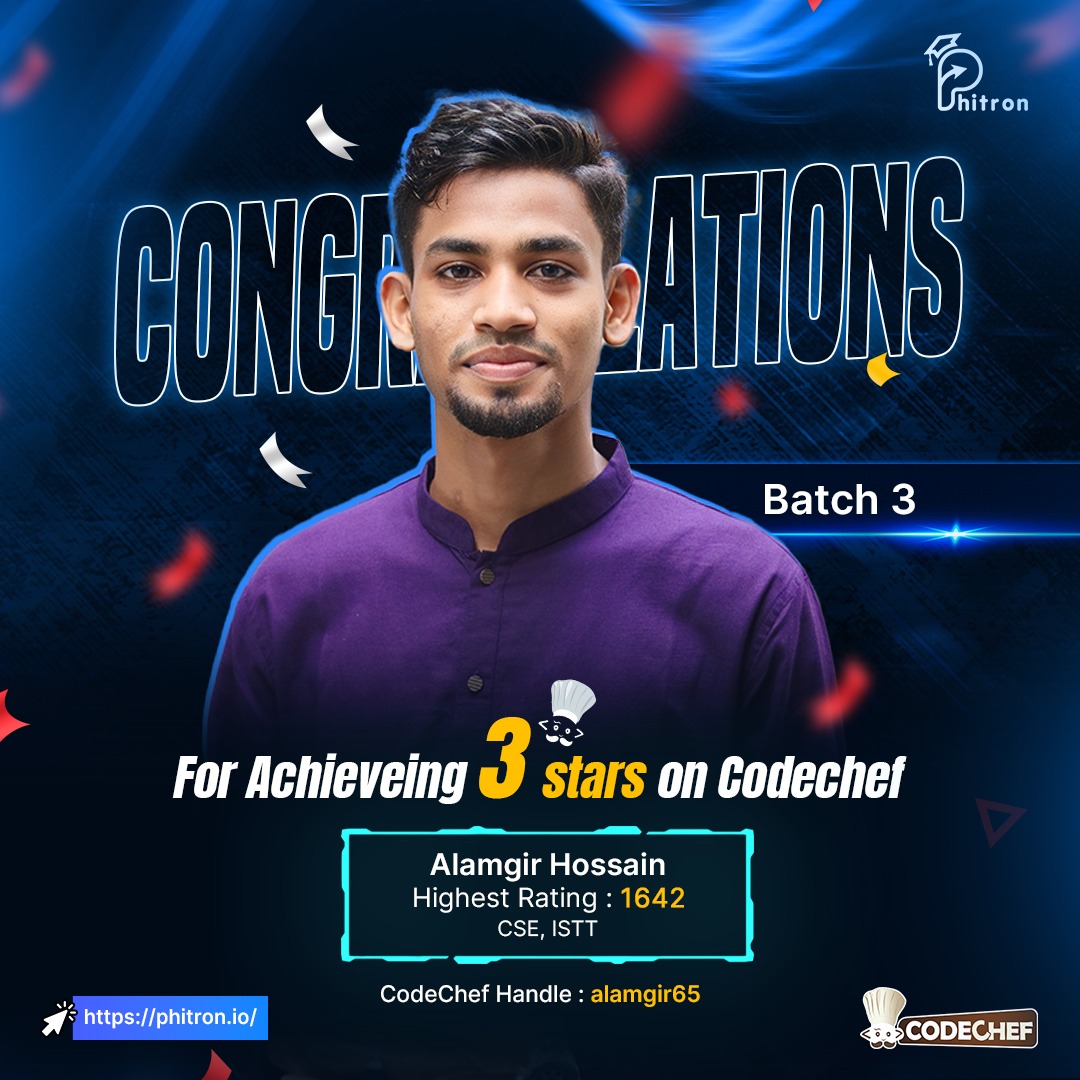 Phitron
CONGR LATIONS
Batch 3
For Achieveing 3 stars on Codechef
Alamgir Hossain
Highest Rating : 1642
CSE, ISTT
CodeChef Handle : alamgir65
https://phitron.io/
CODECHEF